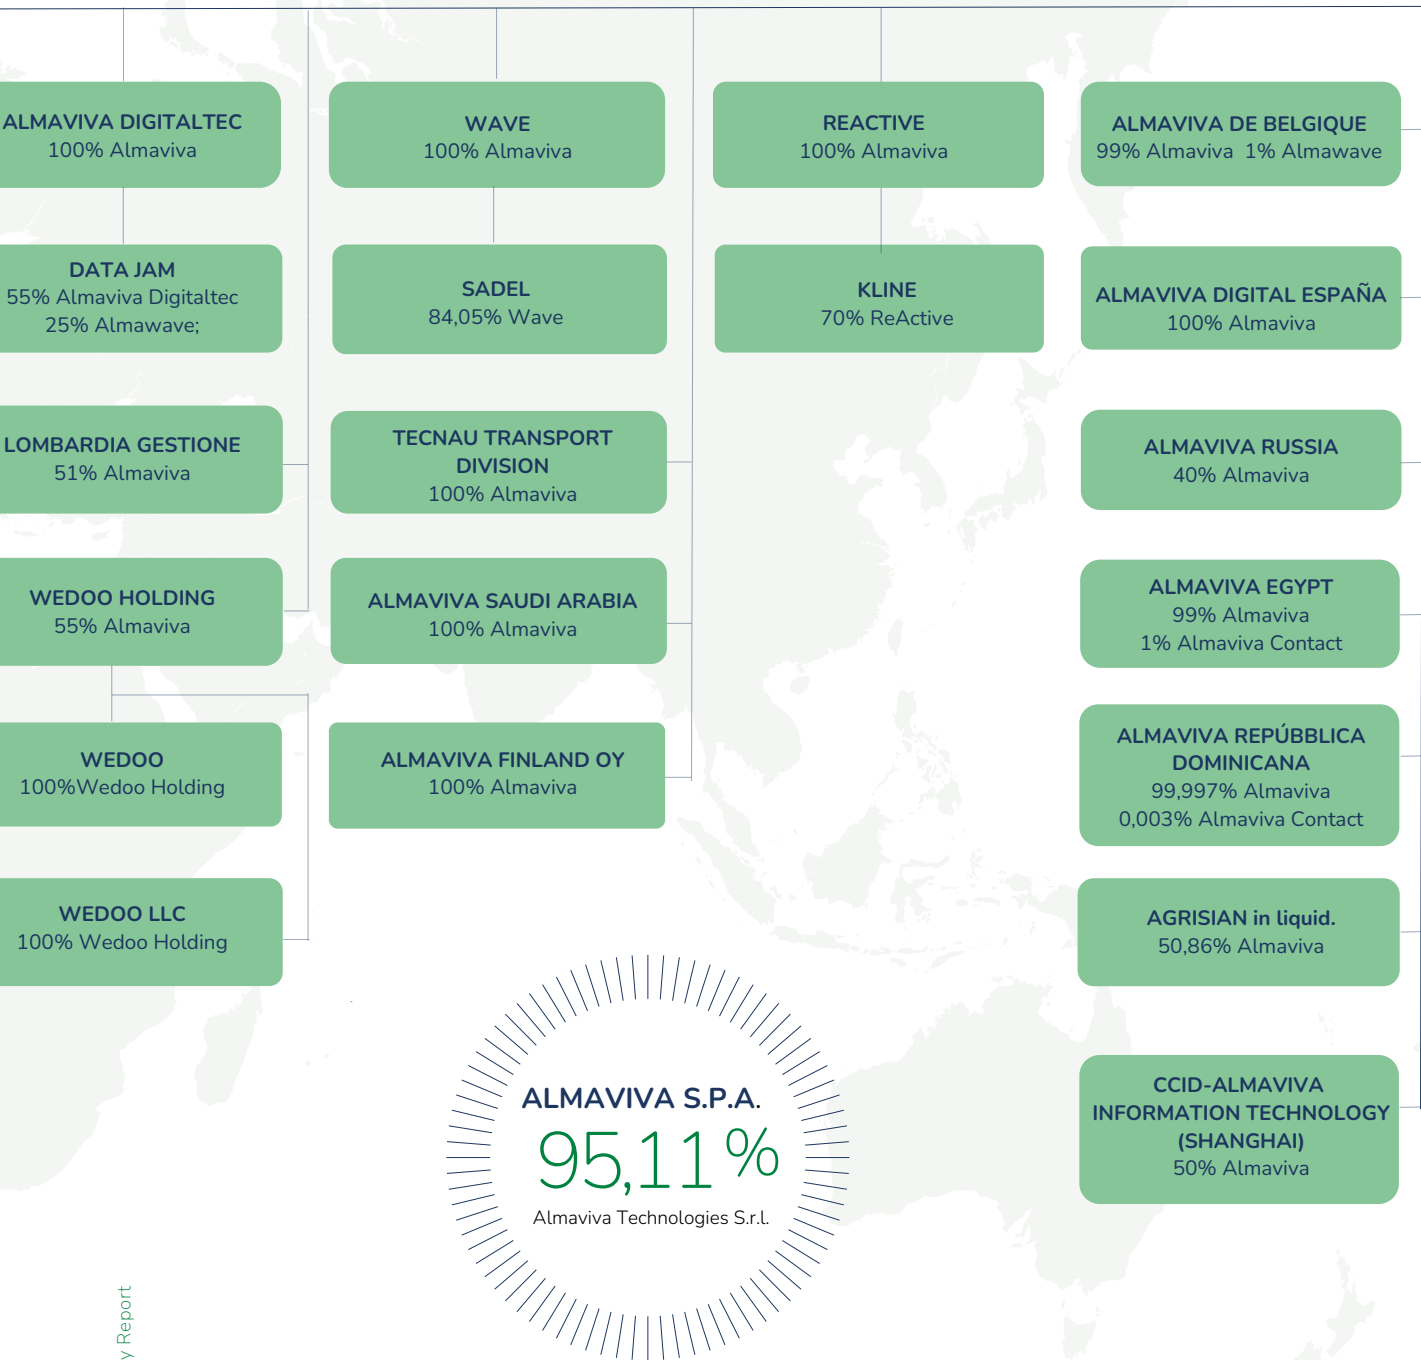 ALMAVIVA DIGITALTEC
100% Almaviva
DATA JAM
55% Almaviva Digitaltec
25% Almawave;
LOMBARDIA GESTIONE
51% Almaviva
WEDOO HOLDING
55% Almaviva
WEDOO
100%Wedoo Holding
WEDOO LLC
100% Wedoo Holding
WAVE
100% Almaviva
SADEL
84,05% Wave
TECNAU TRANSPORT
DIVISION
100% Almaviva
ALMAVIVA SAUDI ARABIA
100% Almaviva
ALMAVIVA FINLAND OY
100% Almaviva
REACTIVE
100% Almaviva
KLINE
70% ReActive
ALMAVIVA DE BELGIQUE
99% Almaviva 1% Almawave
ALMAVIVA DIGITAL ESPAÑA
100% Almaviva
ALMAVIVA RUSSIA
40% Almaviva
ALMAVIVA EGYPT
99% Almaviva
1% Almaviva Contact
ALMAVIVA REPÚBBLICA
DOMINICANA
99,997% Almaviva
0,003% Almaviva Contact
AGRISIAN in liquid.
50,86% Almaviva
CCID-ALMAVIVA
INFORMATION TECHNOLOGY
(SHANGHAI)
50% Almaviva
ALMAVIVA S.P.A.
95,11%
Almaviva Technologies S.r.l.
y Report